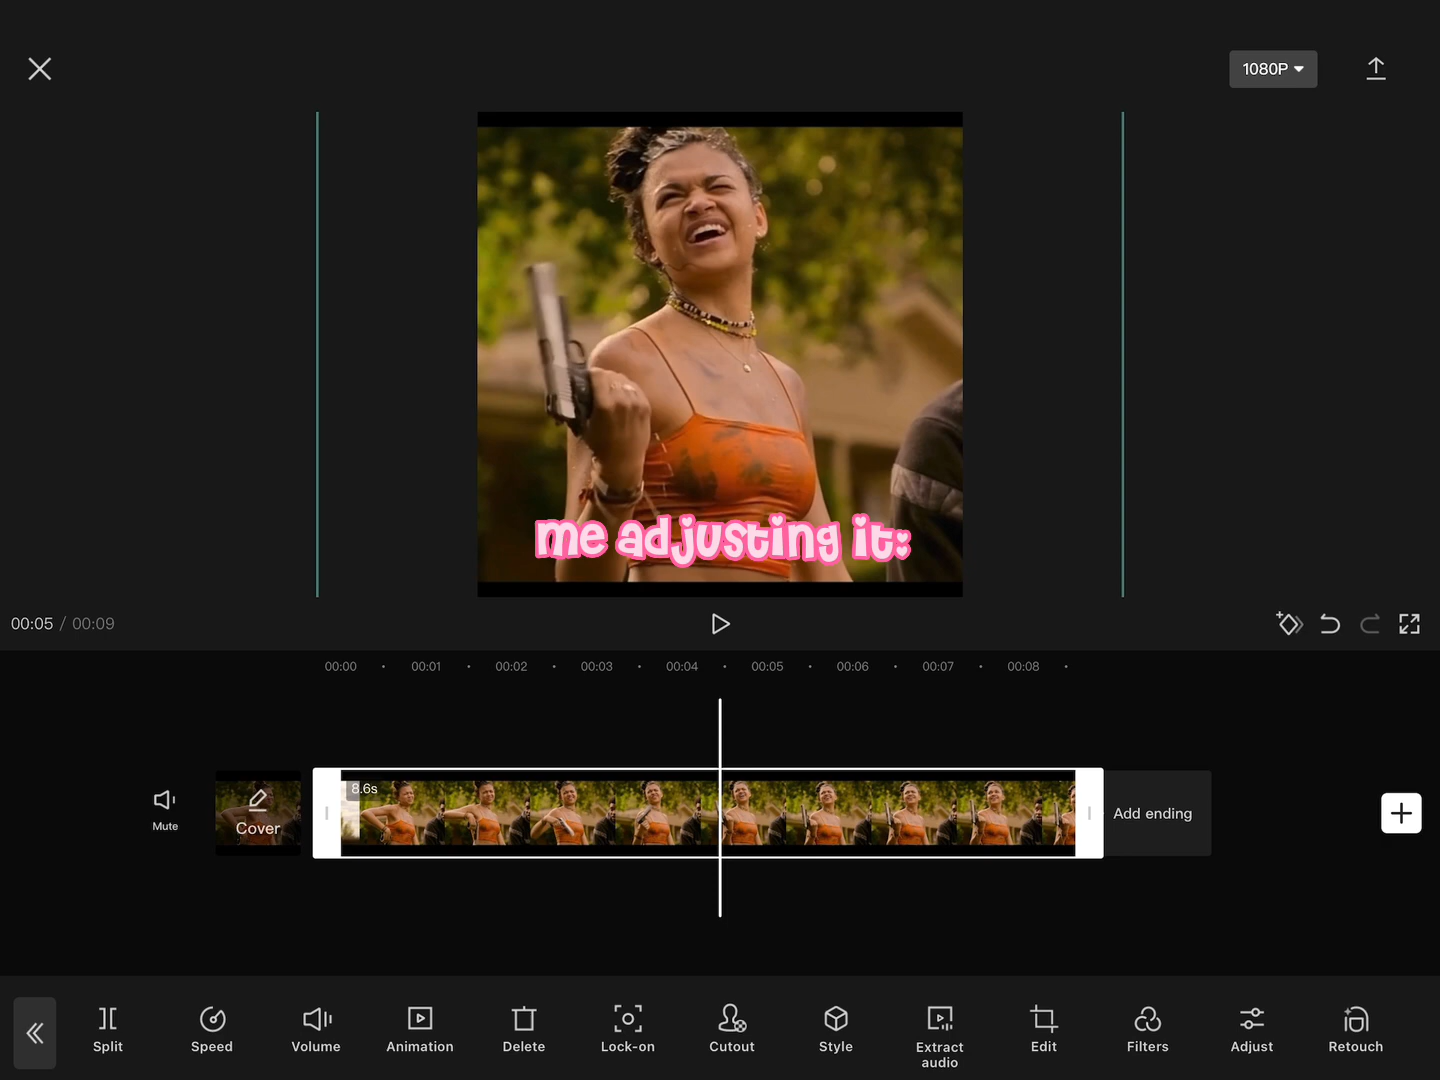 1080P
me adjusting it:
00:05 / 00:09
00:00 00:01 00:02 00:03 00:04 00:05 00:06 00:07 00:08
8.6s
Mute
Cover
Add ending
Split Speed Volume Animation Delete Lock-on Cutout Style Extract audio Edit Filters Adjust Retouch